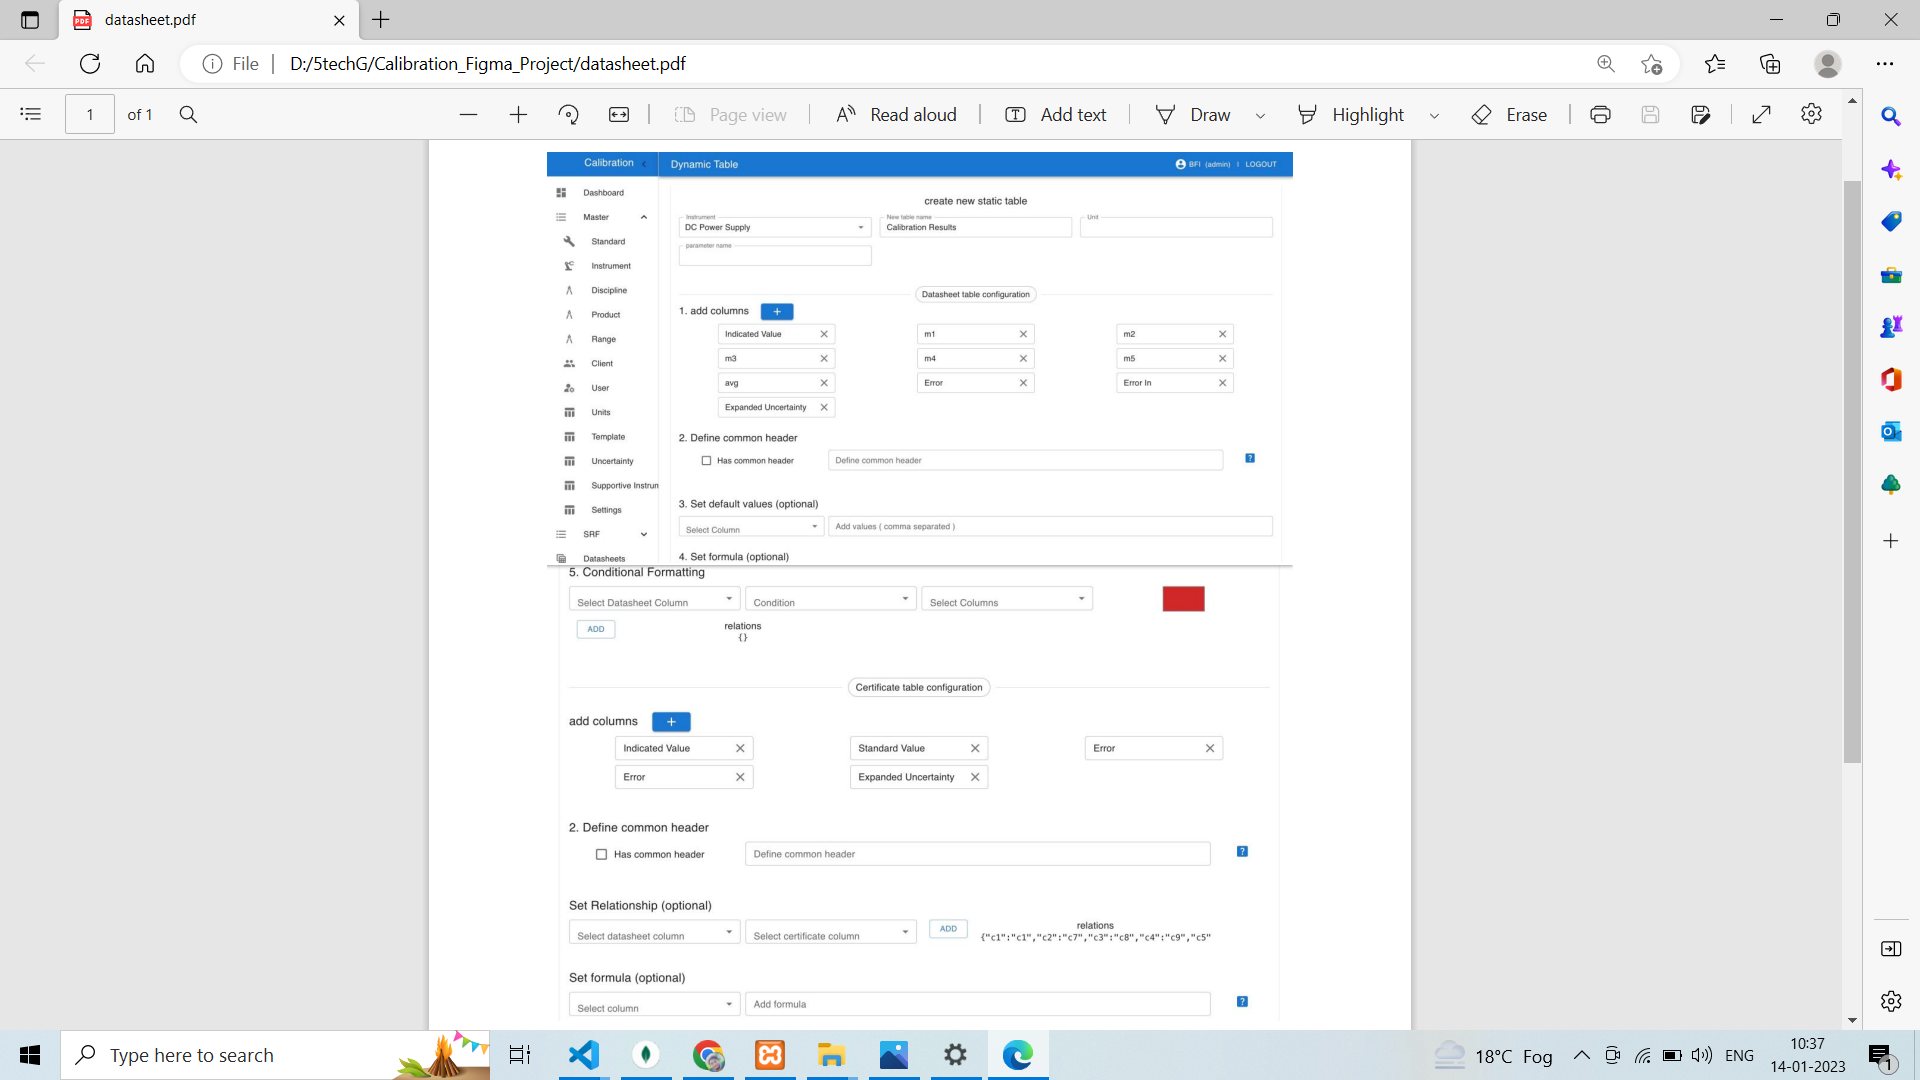 datasheet.pdf
File
D:/5techG/Calibration_Figma_Project/datasheet.pdf
1 of 1
Page view
Read aloud
Add text
Draw
Highlight
Erase
Calibration
Dynamic Table
BFI (admin) | LOGOUT
Dashboard
Master
Standard
Instrument
Discipline
Product
Range
Client
User
Units
Template
Uncertainty
Supportive Instrun
Settings
SRF
Datasheets
create new static table
Instrument
DC Power Supply
New table name
Calibration Results
Unit
parameter name
Datasheet table configuration
1. add columns +
Indicated Value
m1
m2
m3
m4
m5
avg
Error
Error In
Expanded Uncertainty
2. Define common header
Has common header
Define common header
?
3. Set default values (optional)
Select Column
Add values ( comma separated )
4. Set formula (optional)
5. Conditional Formatting
Select Datasheet Column
Condition
Select Columns
ADD
relations
{}
Certificate table configuration
add columns +
Indicated Value
Standard Value
Error
Error
Expanded Uncertainty
2. Define common header
Has common header
Define common header
?
Set Relationship (optional)
Select datasheet column
Select certificate column
ADD
relations
{"c1":"c1","c2":"c7","c3":"c8","c4":"c9","c5"
Set formula (optional)
Select column
Add formula
?
Type here to search
18°C Fog
ENG
10:37
14-01-2023
1